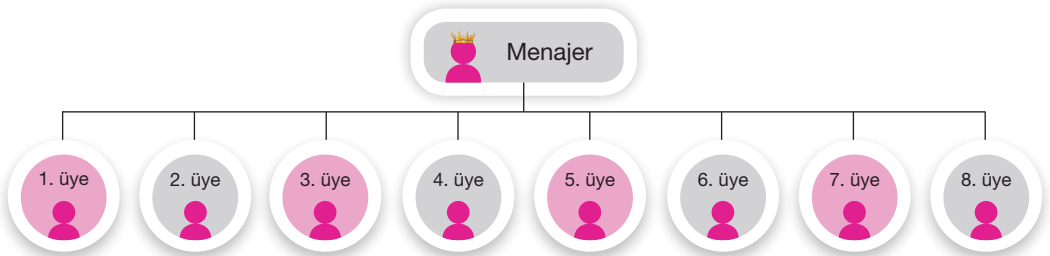 Menajer
1. üye
2. üye
3. üye
4. üye
5. üye
6. üye
7. üye
8. üye